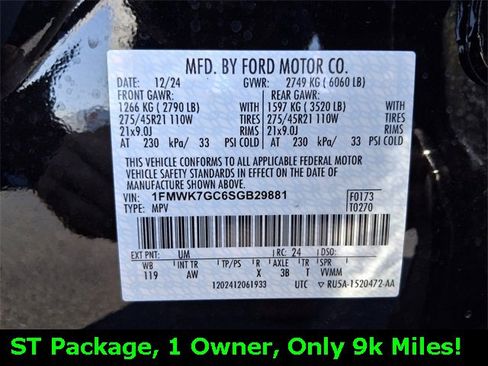 MFD. BY FORD MOTOR CO.
DATE: 12/24 GVWR: 2749 KG ( 6060 LB)
FRONT GAWR: REAR GAWR:
1266 KG ( 2790 LB) 1597 KG ( 3520 LB)
275/45R21 110W TIRES 275/45R21 110W TIRES
21x9.0J RIMS 21x9.0J RIMS
AT 230 kPa/ 33 PSI COLD AT 230 kPa/ 33 PSI COLD
THIS VEHICLE CONFORMS TO ALL APPLICABLE FEDERAL MOTOR
VEHICLE SAFETY, BUMPER, AND THEFT PREVENTION STANDARDS IN EFFECT ON THE DATE OF
MANUFACTURE SHOWN ABOVE.
VIN: 1FMWK7GC6SGB29881 F0173
TYPE: MPV T0270
EXT PNT: UM RC: 24 DSO:
WB INT TR TP/PS R AXLE TR SPR
119 AW X 3B T VVMM
1202412061933 UTC RU5A-1520472-AA
ST Package, 1 Owner, Only 9k Miles!